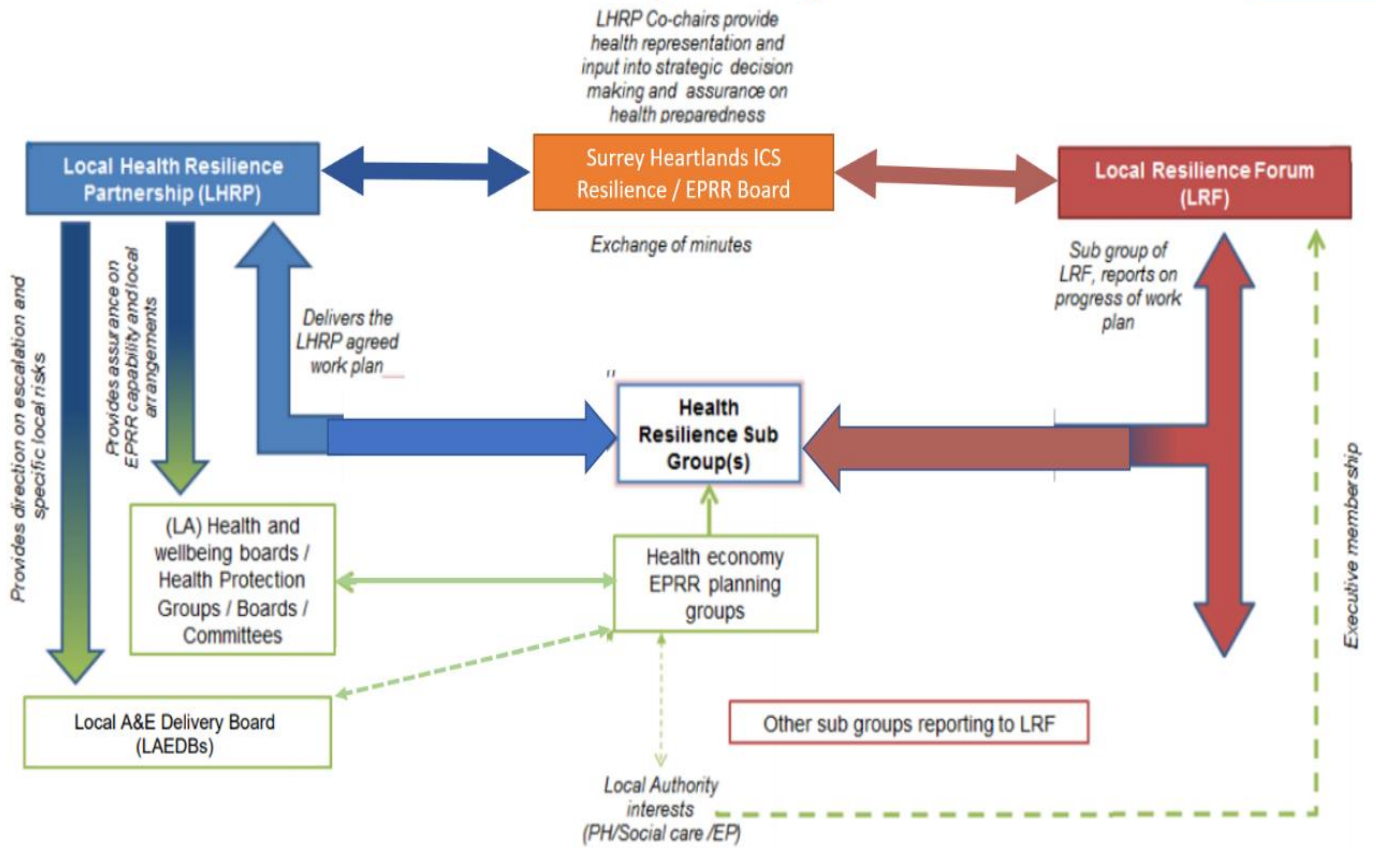 LHRP Co-chairs provide
health representation and
input into strategic decision
making and assurance on
health preparedness
Local Health Resilience
Partnership (LHRP)
Surrey Heartlands ICS
Resilience / EPRR Board
Local Resilience Forum
(LRF)
Exchange of minutes
Sub group of
LRF, reports on
progress of work
plan
Provides direction on escalation and
specific local risks
Provides assurance on
EPRR capability and local
arrangements
Delivers the
LHRP agreed
work plan
"
Health
Resilience Sub
Group(s)
Executive membership
(LA) Health and
wellbeing boards /
Health Protection
Groups / Boards /
Committees
Health economy
EPRR planning
groups
Local A&E Delivery Board
(LAEDBs)
Other sub groups reporting to LRF
Local Authority
interests
(PH/Social care /EP)